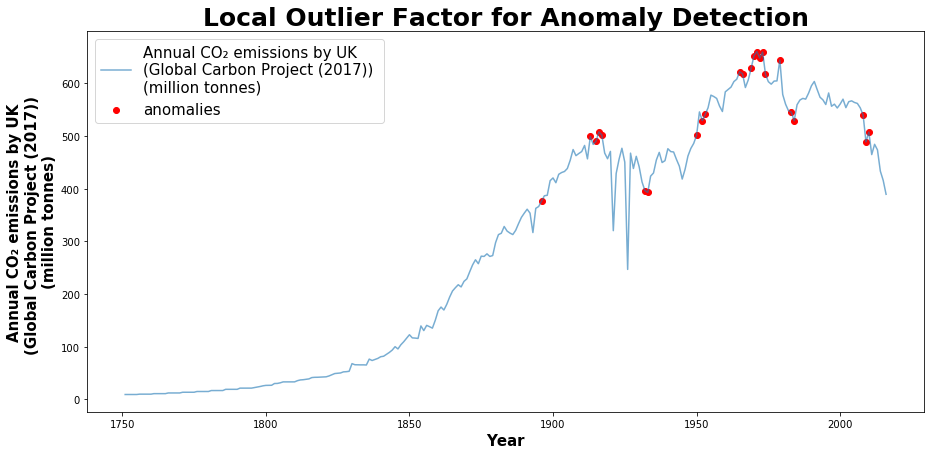 Local Outlier Factor for Anomaly Detection
Annual CO₂ emissions by UK
(Global Carbon Project (2017))
(million tonnes)
anomalies
Annual CO₂ emissions by UK
(Global Carbon Project (2017))
(million tonnes)
600
500
400
300
200
100
0
1750
1800
1850
1900
1950
2000
Year